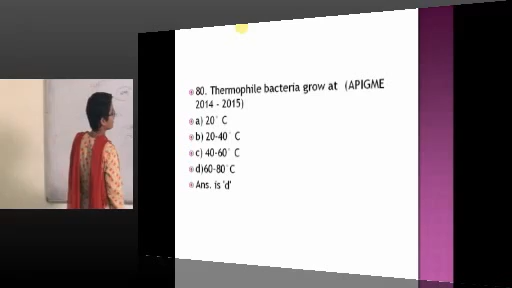 80. Thermophile bacteria grow at (APIGME
2014 - 2015)
a) 20° C
b) 20-40° C
c) 40-60° C
d)60-80°C
Ans. is 'd'